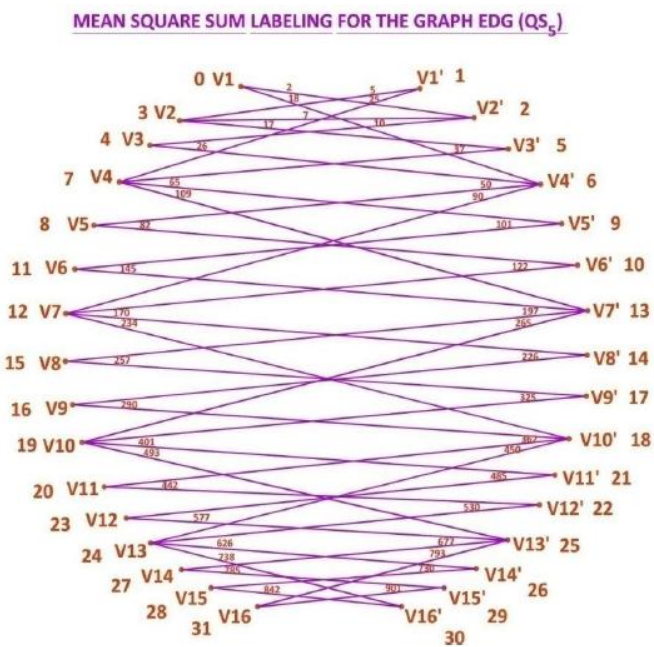 MEAN SQUARE SUM LABELING FOR THE GRAPH EDG (QS5)
0 V1 2 5 V1' 1
18 25
3 V2 7 V2' 2
17 10
4 V3 26 37 V3' 5
7 V4 65 50 V4' 6
109 90
8 V5 82 101 V5' 9
11 V6 145 122 V6' 10
12 V7 170 197 V7' 13
234 265
15 V8 257 226 V8' 14
16 V9 290 325 V9' 17
19 V10 401 V10' 18
493 450
20 V11 442 485 V11' 21
23 V12 577 530 V12' 22
24 V13 626 677 V13' 25
738 793
27 V14 785 730 V14' 26
28 V15 842 901 V15' 29
31 V16 V16' 30